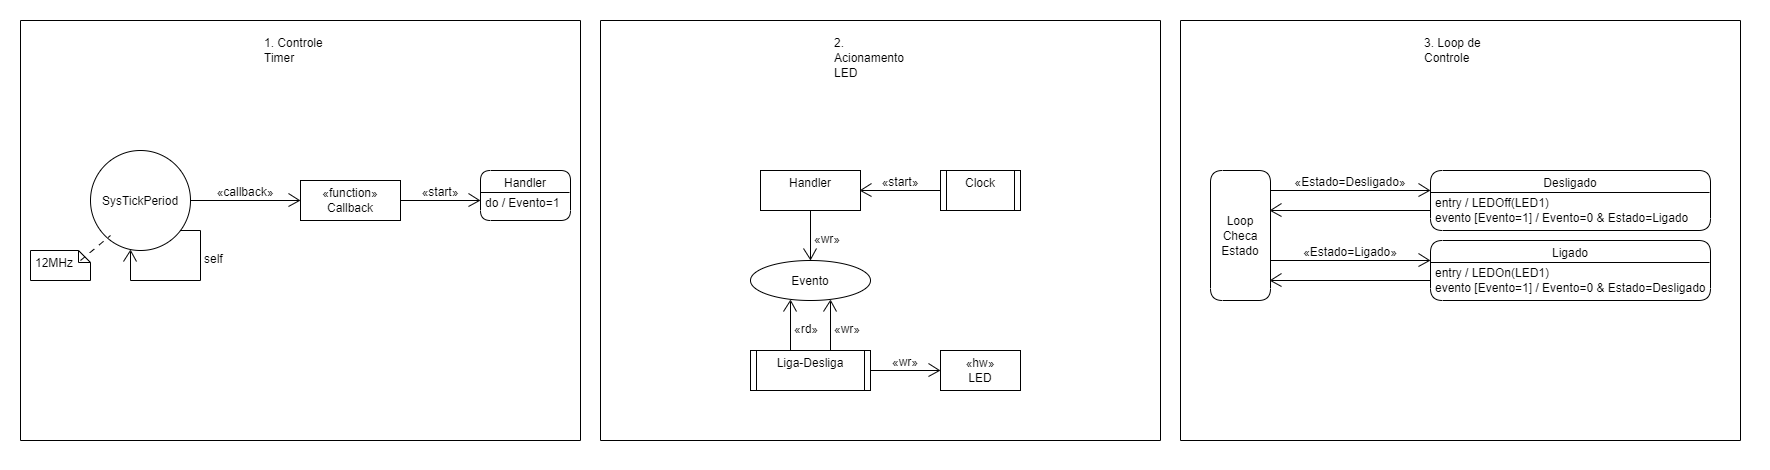 1. Controle
Timer
SysTickPeriod
«callback»
«function»
Callback
«start»
Handler
do / Evento=1
12MHz
self
2.
Acionamento
LED
Handler
«start»
Clock
«wr»
Evento
«rd»
«wr»
Liga-Desliga
«wr»
«hw»
LED
3. Loop de
Controle
Loop
Checa
Estado
«Estado=Desligado»
Desligado
entry / LEDOff(LED1)
evento [Evento=1] / Evento=0 & Estado=Ligado
«Estado=Ligado»
Ligado
entry / LEDOn(LED1)
evento [Evento=1] / Evento=0 & Estado=Desligado